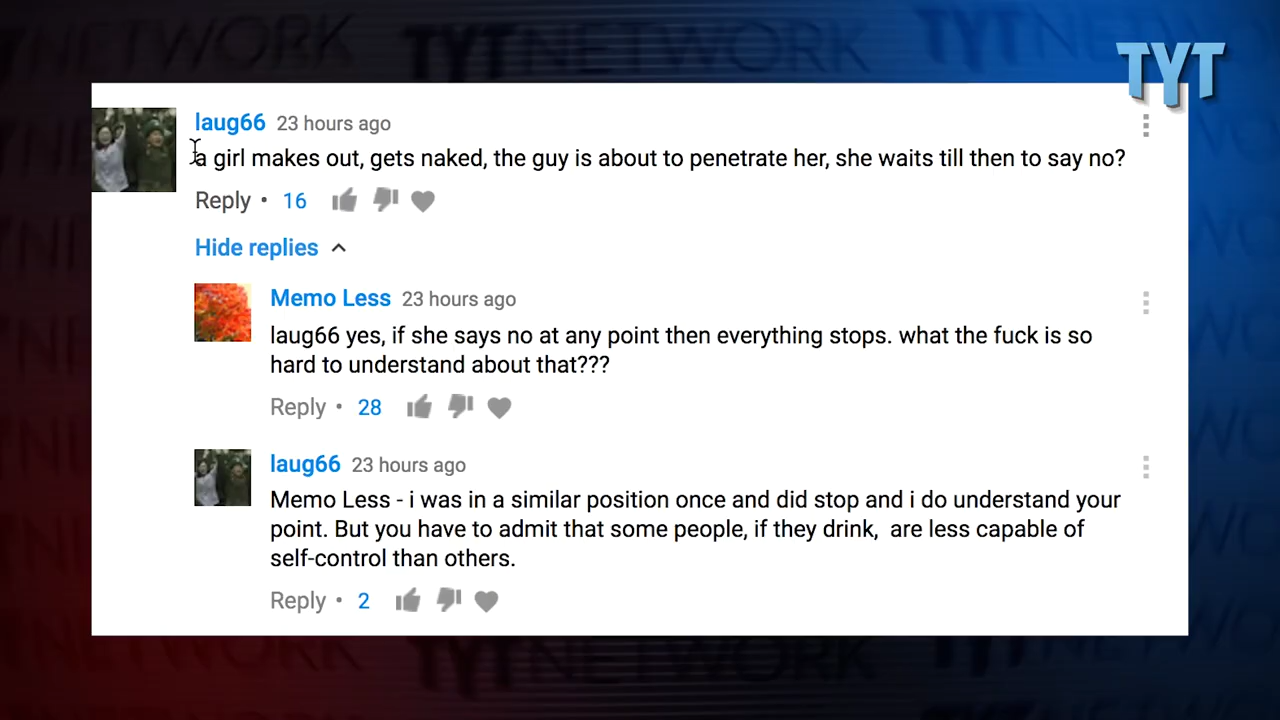 TYT NETWORK
TYT
laug66 23 hours ago
a girl makes out, gets naked, the guy is about to penetrate her, she waits till then to say no?
Reply • 16
Hide replies
Memo Less 23 hours ago
laug66 yes, if she says no at any point then everything stops. what the fuck is so
hard to understand about that???
Reply • 28
laug66 23 hours ago
Memo Less - i was in a similar position once and did stop and i do understand your
point. But you have to admit that some people, if they drink,  are less capable of
self-control than others.
Reply • 2
TYT NETWORK